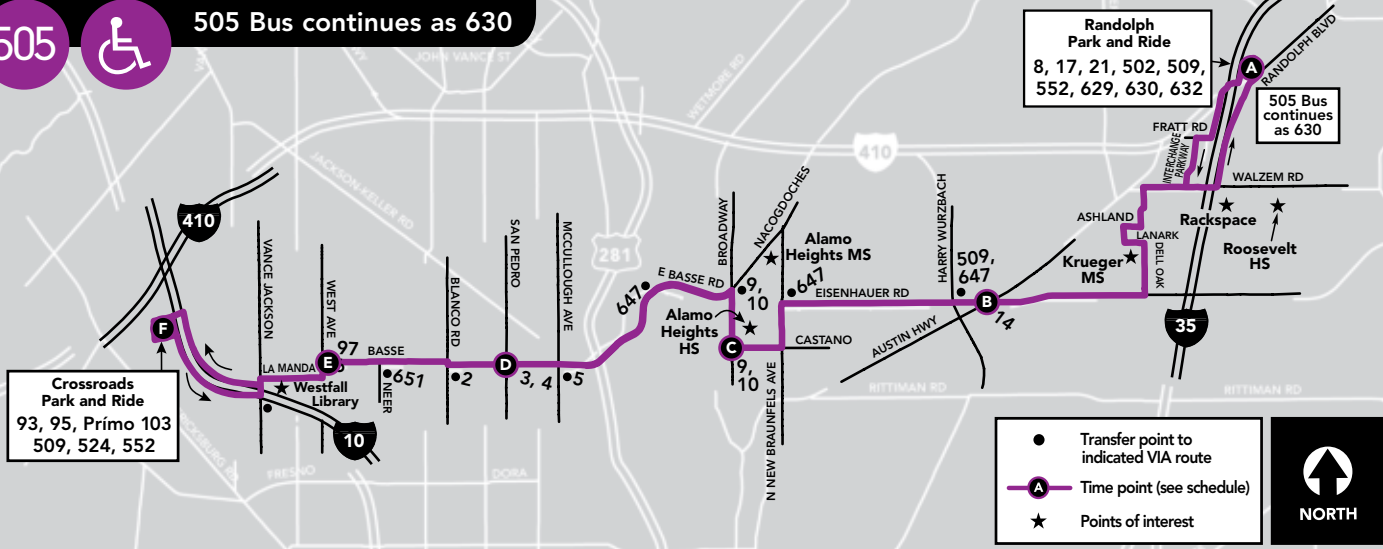 505
505 Bus continues as 630
JOHN VANCE ST
WETMORE RD
JACKSON-KELLER RD
410
281
Randolph
Park and Ride
8, 17, 21, 502, 509,
552, 629, 630, 632
A
RANDOLPH BLVD
505 Bus
continues
as 630
FRATT RD
INTERCHANGE
PARKWAY
WALZEM RD
Rackspace
Roosevelt
HS
ASHLAND
LANARK
DELL OAK
Krueger
MS
35
HARRY WURZBACH
509,
647
B
14
EISENHAUER RD
AUSTIN HWY
RITTIMAN RD
BROADWAY
NACOGDOCHES
Alamo
Heights MS
647
9,
10
E BASSE RD
647
Alamo
Heights
HS
C
9,
10
CASTANO
N NEW BRAUNFELS AVE
MCCULLOUGH AVE
5
SAN PEDRO
D
3, 4
BLANCO RD
2
BASSE
651
NEER
WEST AVE
97
E
LA MANDA
Westfall
Library
VANCE JACKSON
410
F
10
Crossroads
Park and Ride
93, 95, Prímo 103
509, 524, 552
FRESNO
DORA
Transfer point to
indicated VIA route
A
Time point (see schedule)
Points of interest
NORTH